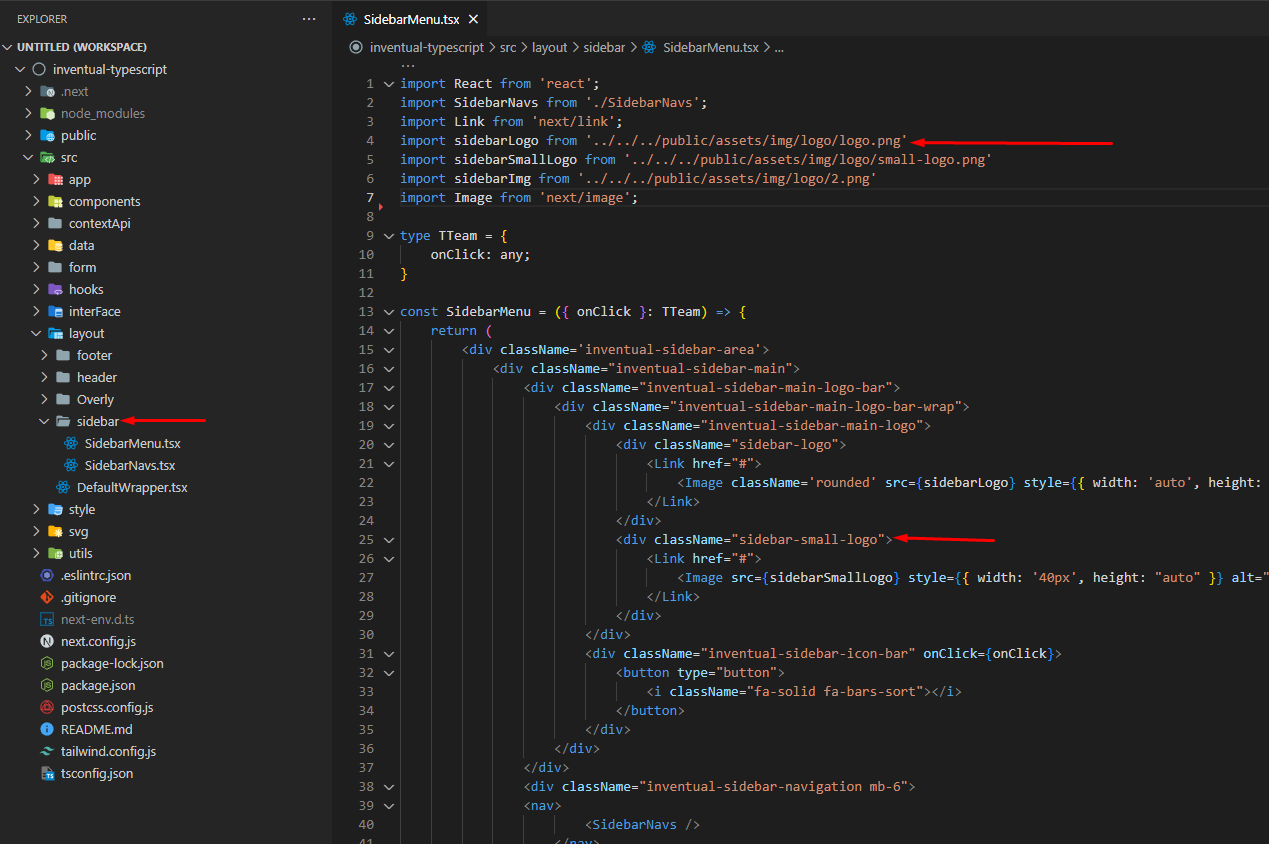 EXPLORER
...
UNTITLED (WORKSPACE)
inventual-typescript
.next
node_modules
public
src
app
components
contextApi
data
form
hooks
interFace
layout
footer
header
Overly
sidebar
SidebarMenu.tsx
SidebarNavs.tsx
DefaultWrapper.tsx
style
svg
utils
.eslintrc.json
.gitignore
next-env.d.ts
next.config.js
package-lock.json
package.json
postcss.config.js
README.md
tailwind.config.js
tsconfig.json
SidebarMenu.tsx
inventual-typescript > src > layout > sidebar > SidebarMenu.tsx > ...
...
1 import React from 'react';
2 import SidebarNavs from './SidebarNavs';
3 import Link from 'next/link';
4 import sidebarLogo from '../../../public/assets/img/logo/logo.png'
5 import sidebarSmallLogo from '../../../public/assets/img/logo/small-logo.png'
6 import sidebarImg from '../../../public/assets/img/logo/2.png'
7 import Image from 'next/image';
8
9 type TTeam = {
10 onClick: any;
11 }
12
13 const SidebarMenu = ({ onClick }: TTeam) => {
14 return (
15 <div className='inventual-sidebar-area'>
16 <div className="inventual-sidebar-main">
17 <div className="inventual-sidebar-main-logo-bar">
18 <div className="inventual-sidebar-main-logo-bar-wrap">
19 <div className="inventual-sidebar-main-logo">
20 <div className="sidebar-logo">
21 <Link href="#">
22 <Image className='rounded' src={sidebarLogo} style={{ width: 'auto', height:
23 </Link>
24 </div>
25 <div className="sidebar-small-logo">
26 <Link href="#">
27 <Image src={sidebarSmallLogo} style={{ width: '40px', height: "auto" }} alt="
28 </Link>
29 </div>
30 </div>
31 <div className="inventual-sidebar-icon-bar" onClick={onClick}>
32 <button type="button">
33 <i className="fa-solid fa-bars-sort"></i>
34 </button>
35 </div>
36 </div>
37 </div>
38 <div className="inventual-sidebar-navigation mb-6">
39 <nav>
40 <SidebarNavs />
41 </nav>